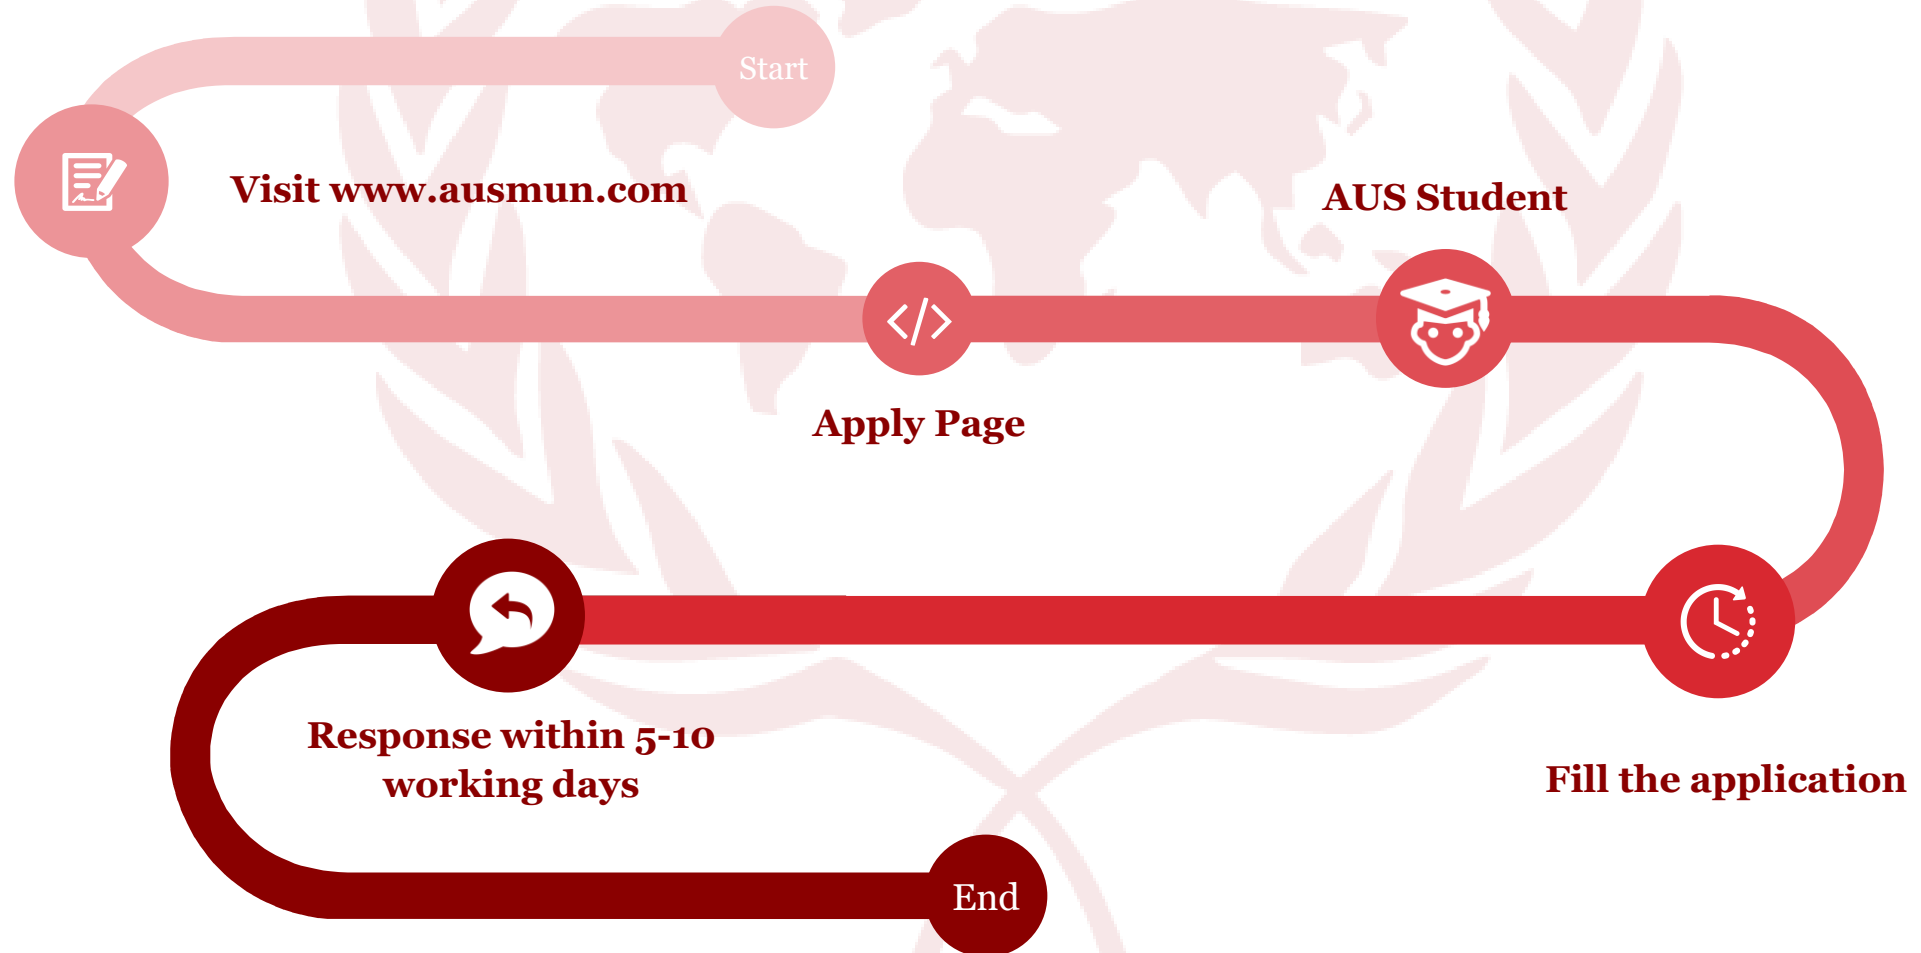 Start
Visit www.ausmun.com
AUS Student
Apply Page
Response within 5-10
working days
Fill the application
End